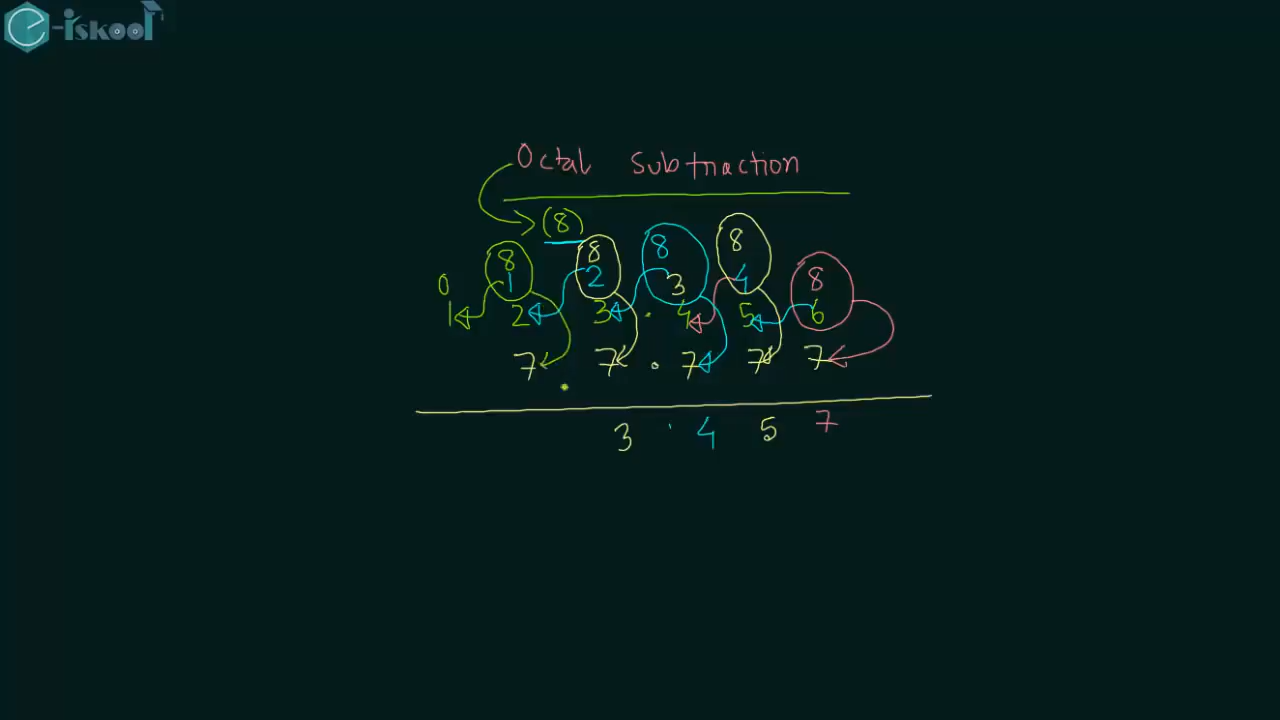 e-iskool
Octal subtraction
(8)
8 8 8 8
0 1 2 3 4 8
1 2 3 . 4 5 6
7 7 . 7 7 7
3 . 4 5 7